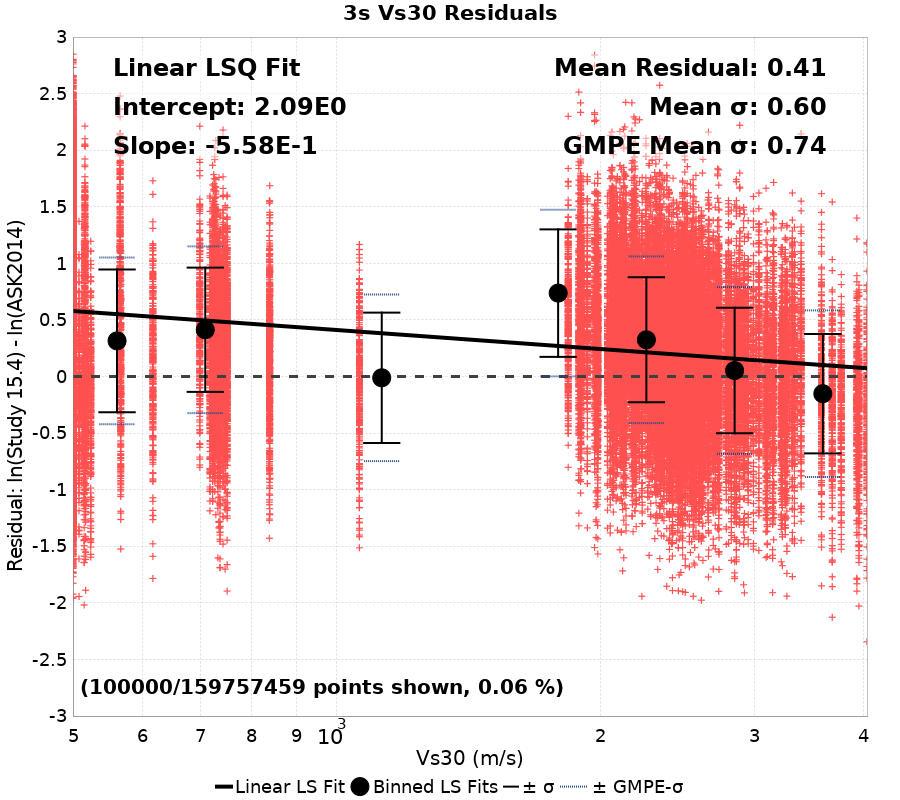 3s Vs30 Residuals
Linear LSQ Fit
Intercept: 2.09E0
Slope: -5.58E-1
Mean Residual: 0.41
Mean σ: 0.60
GMPE Mean σ: 0.74
Residual: ln(Study 15.4) - ln(ASK2014)
3
2.5
2
1.5
1
0.5
0
-0.5
-1
-1.5
-2
-2.5
-3
(100000/159757459 points shown, 0.06 %)
5 6 7 8 9 10^3 2 3 4
Vs30 (m/s)
Linear LS Fit Binned LS Fits ± σ ± GMPE-σ